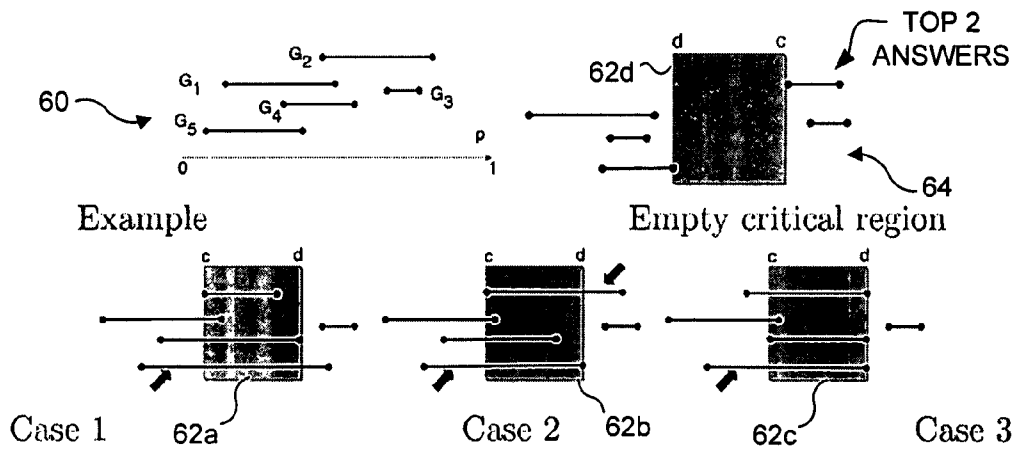 G2
G1
G3
60
G4
G5
p
0
1
Example
d
c
62d
TOP 2
ANSWERS
64
Empty critical region
c
d
Case 1
62a
c
d
Case 2
62b
c
d
62c
Case 3